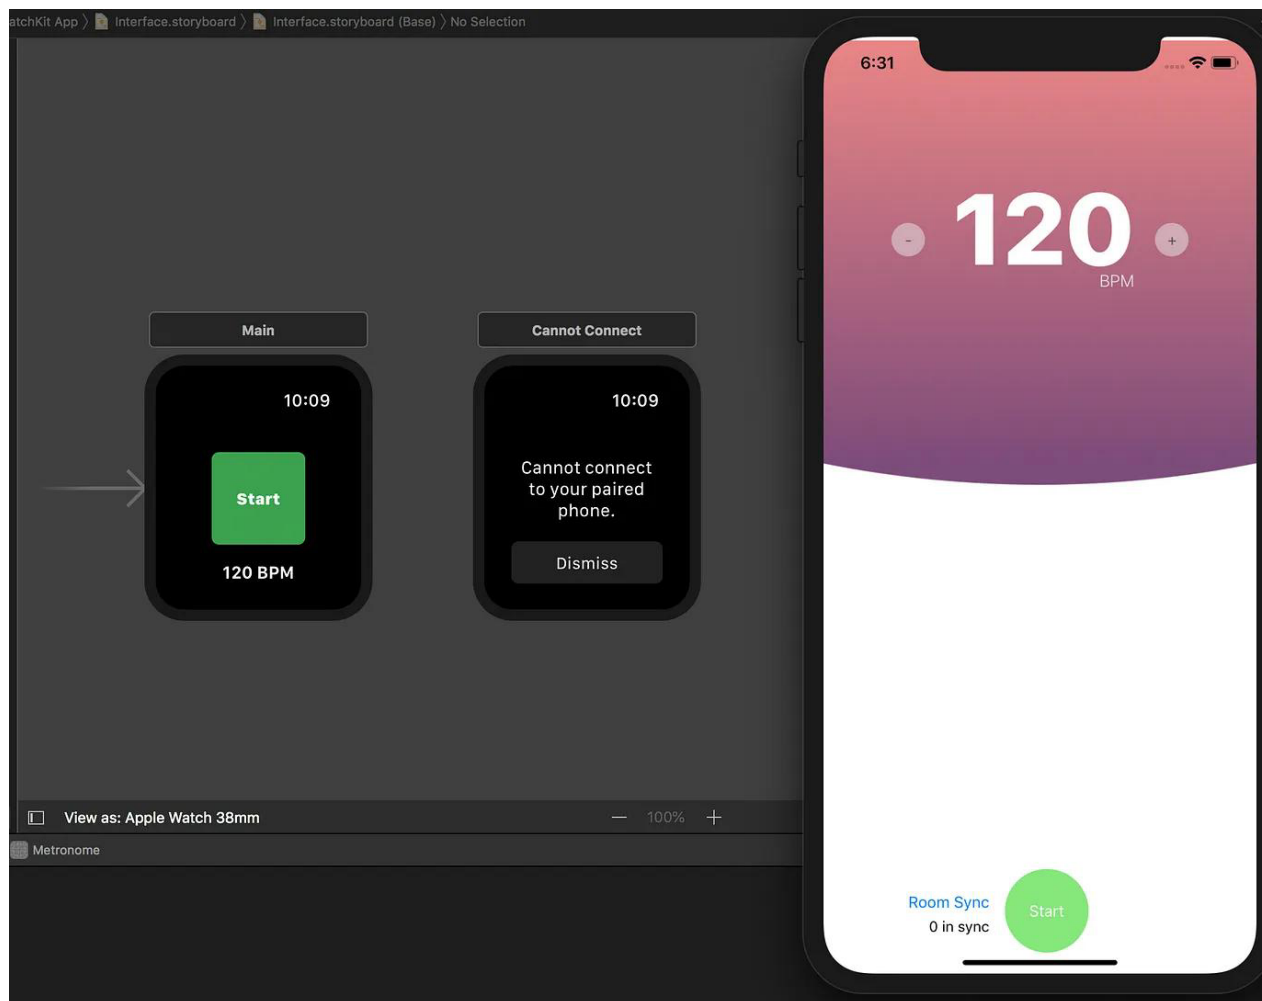 atchKit App 〉 Interface.storyboard 〉 Interface.storyboard (Base) 〉 No Selection
Main
10:09
Start
120 BPM
Cannot Connect
10:09
Cannot connect
to your paired
phone.
Dismiss
View as: Apple Watch 38mm
— 100% +
Metronome
6:31
- 120 +
BPM
Room Sync
0 in sync
Start